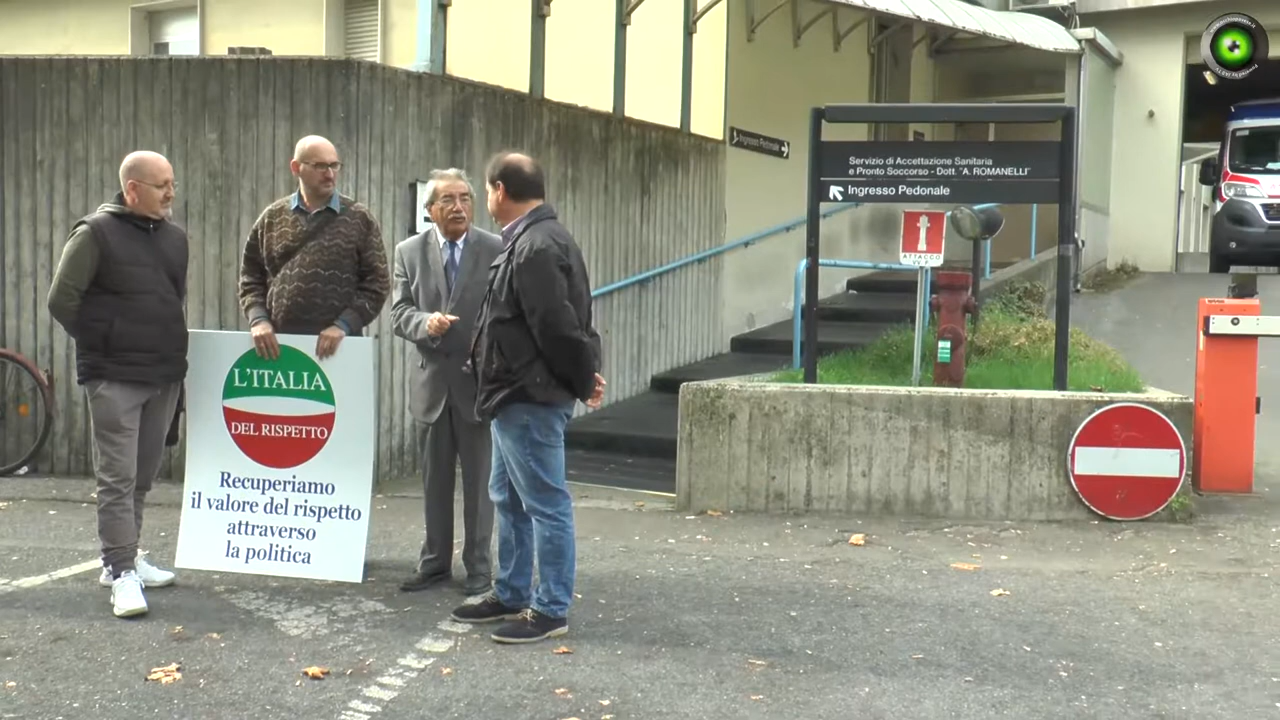 Ingresso Pedonale
Servizio di Accettazione Sanitaria
e Pronto Soccorso - Dott. "A. ROMANELLI"
Ingresso Pedonale
ATTACCO
VV.F.
L'ITALIA
DEL RISPETTO
Recuperiamo
il valore del rispetto
attraverso
la politica